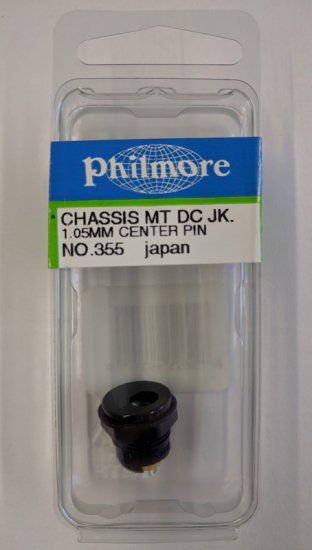 Philmore
CHASSIS MT DC JK.
1.05MM CENTER PIN
NO.355 japan